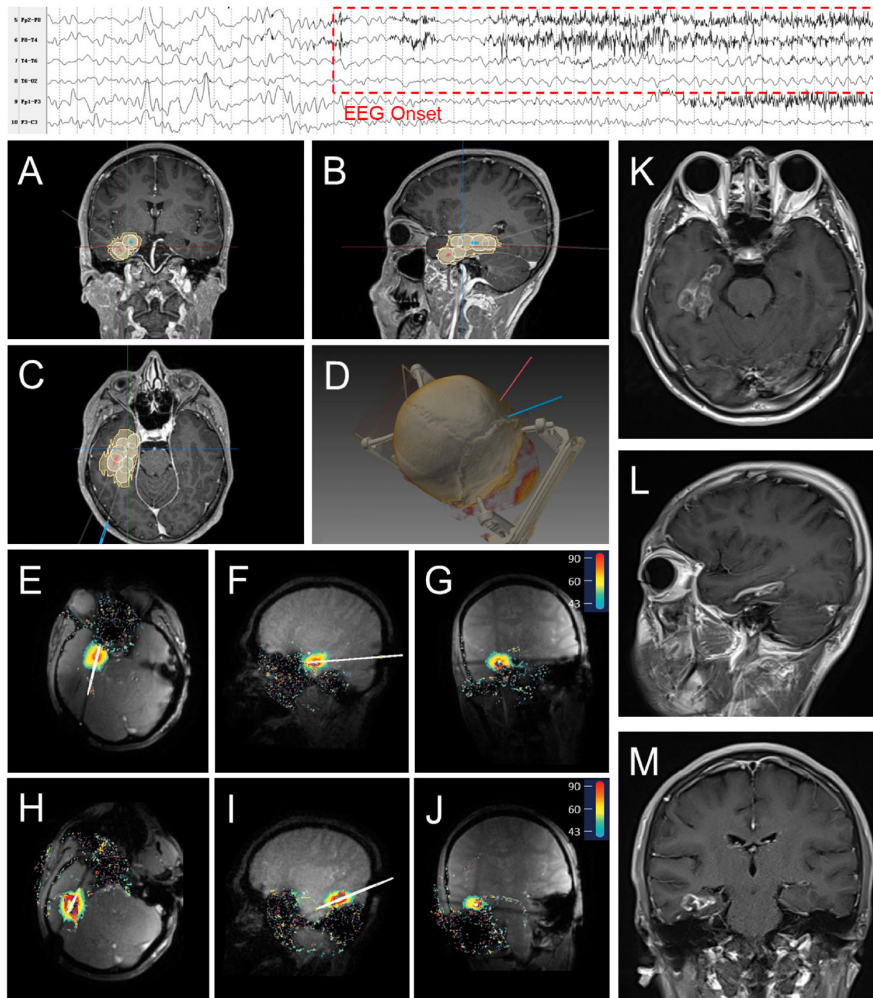 5 Fp2-F8
6 F8-T4
7 T4-T6
8 T6-O2
9 Fp1-F3
10 F3-C3
EEG Onset
A
B
K
C
D
L
E
F
G
90
60
43
M
H
I
J
90
60
43